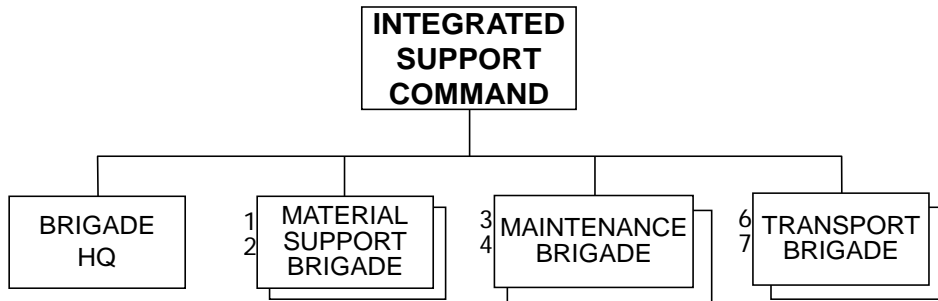 INTEGRATED
SUPPORT
COMMAND
BRIGADE
HQ
1
2
MATERIAL
SUPPORT
BRIGADE
3
4
MAINTENANCE
BRIGADE
6
7
TRANSPORT
BRIGADE